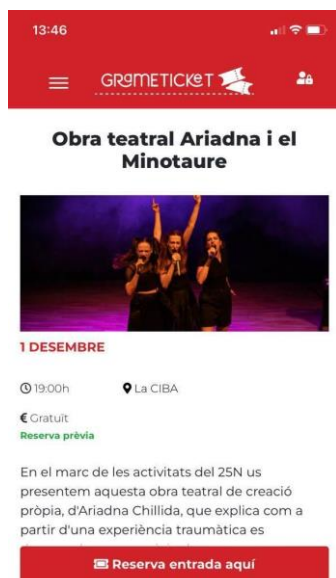 13:46
GRAMETICKET
Obra teatral Ariadna i el
Minotaure
1 DESEMBRE
19:00h
La CIBA
€ Gratuït
Reserva prèvia
En el marc de les activitats del 25N us
presentem aquesta obra teatral de creació
pròpia, d'Ariadna Chillida, que explica com a
partir d'una experiència traumàtica es
Reserva entrada aquí